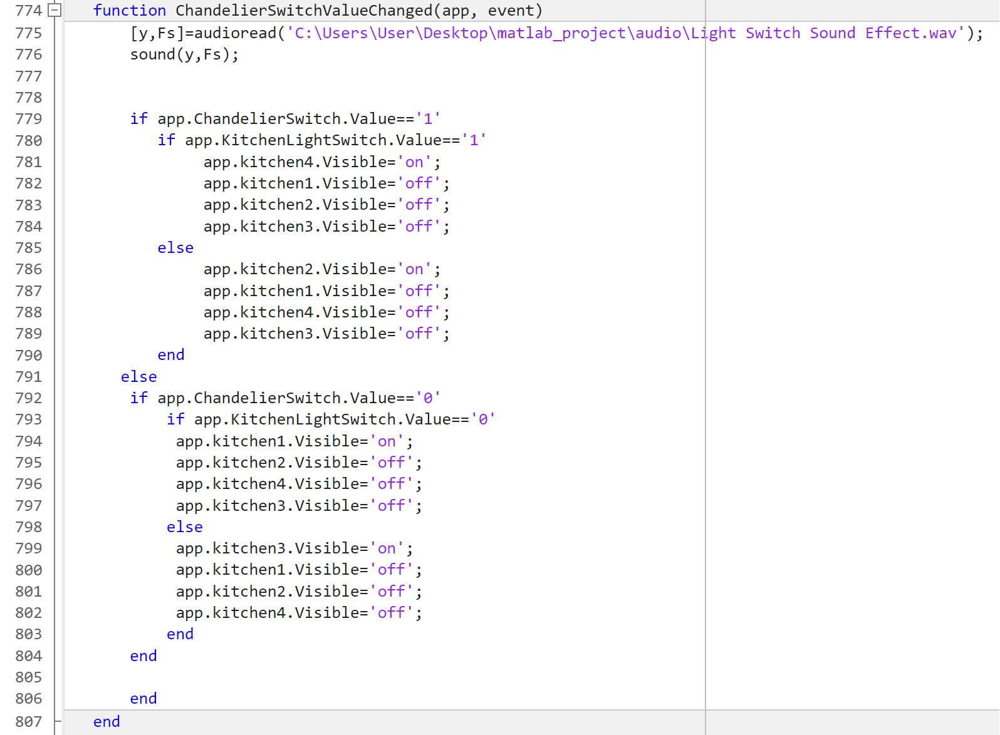 774 function ChandelierSwitchValueChanged(app, event)
775 [y,Fs]=audioread('C:\Users\User\Desktop\matlab_project\audio\Light Switch Sound Effect.wav');
776 sound(y,Fs);
777
778
779 if app.ChandelierSwitch.Value=='1'
780 if app.KitchenLightSwitch.Value=='1'
781 app.kitchen4.Visible='on';
782 app.kitchen1.Visible='off';
783 app.kitchen2.Visible='off';
784 app.kitchen3.Visible='off';
785 else
786 app.kitchen2.Visible='on';
787 app.kitchen1.Visible='off';
788 app.kitchen4.Visible='off';
789 app.kitchen3.Visible='off';
790 end
791 else
792 if app.ChandelierSwitch.Value=='0'
793 if app.KitchenLightSwitch.Value=='0'
794 app.kitchen1.Visible='on';
795 app.kitchen2.Visible='off';
796 app.kitchen4.Visible='off';
797 app.kitchen3.Visible='off';
798 else
799 app.kitchen3.Visible='on';
800 app.kitchen1.Visible='off';
801 app.kitchen2.Visible='off';
802 app.kitchen4.Visible='off';
803 end
804 end
805
806 end
807 end